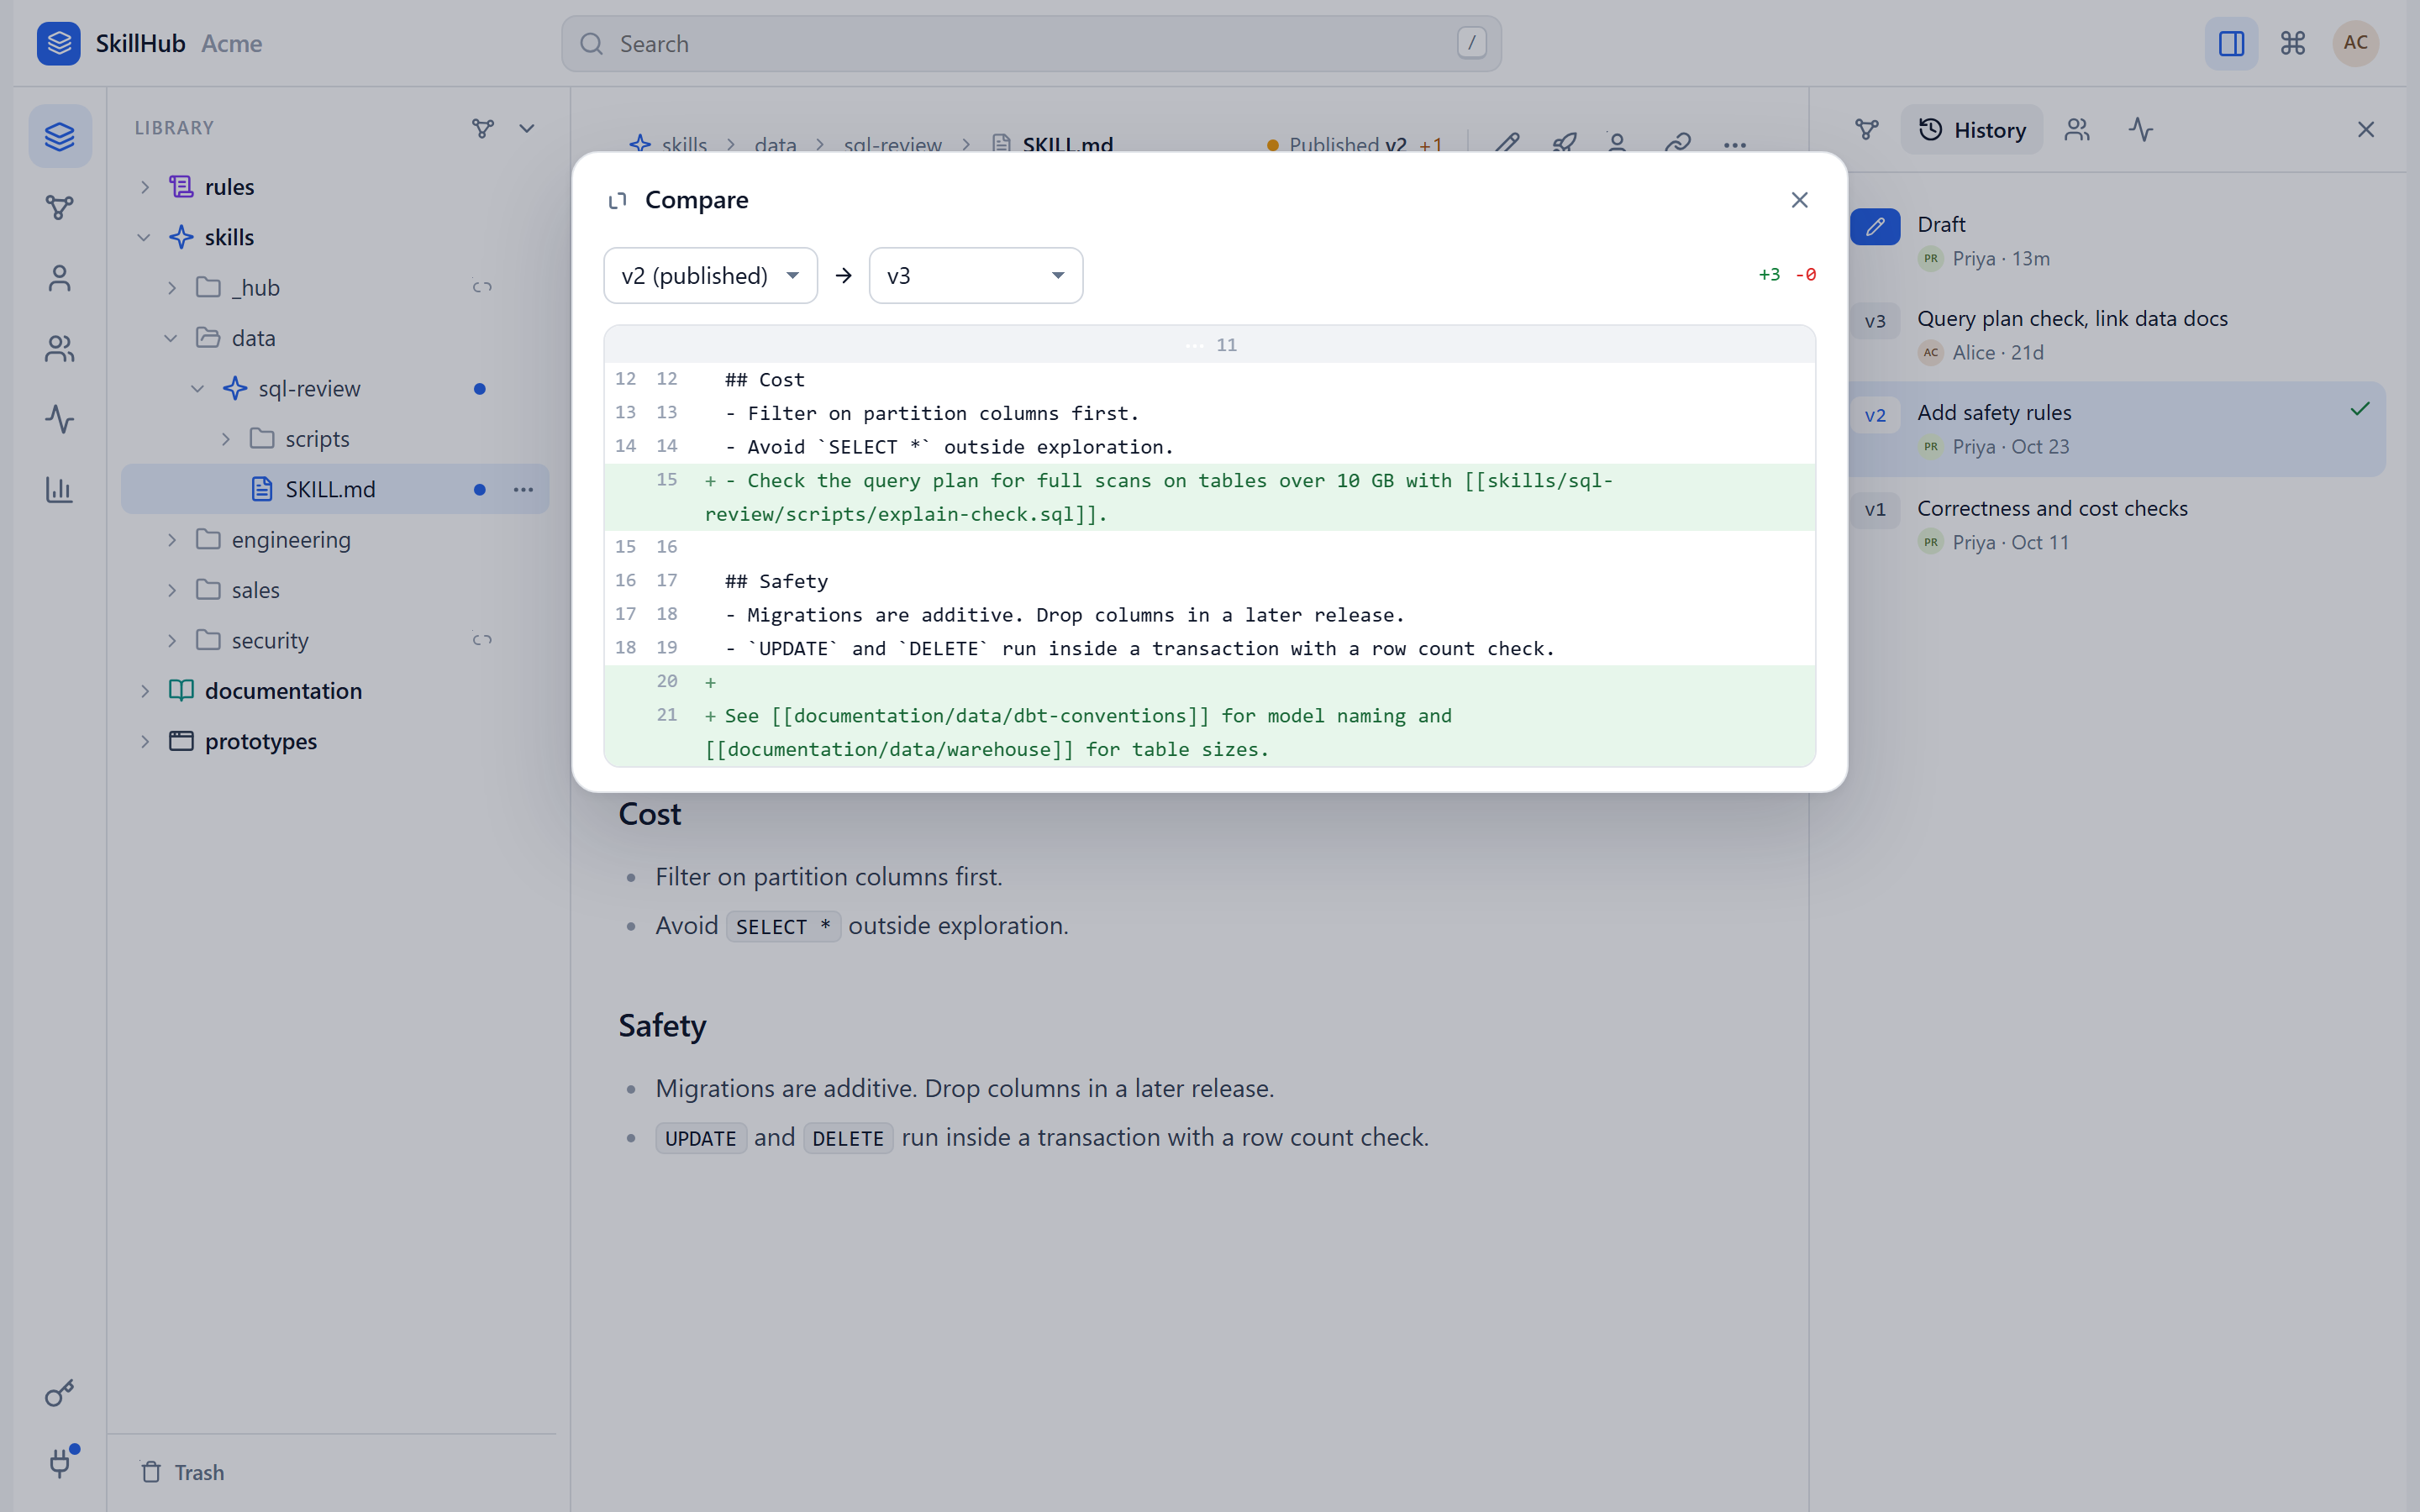 SkillHub Acme
Search
/
AC
LIBRARY
rules
skills
_hub
data
sql-review
scripts
SKILL.md
engineering
sales
security
documentation
prototypes
Trash
skills > data > sql-review > SKILL.md
Published v2 +1
Compare
v2 (published) → v3
+3 -0
... 11
12 12 ## Cost
13 13 - Filter on partition columns first.
14 14 - Avoid `SELECT *` outside exploration.
15 + - Check the query plan for full scans on tables over 10 GB with [[skills/sql-
review/scripts/explain-check.sql]].
15 16
16 17 ## Safety
17 18 - Migrations are additive. Drop columns in a later release.
18 19 - `UPDATE` and `DELETE` run inside a transaction with a row count check.
20 +
21 + See [[documentation/data/dbt-conventions]] for model naming and
[[documentation/data/warehouse]] for table sizes.
Cost
Filter on partition columns first.
Avoid SELECT * outside exploration.
Safety
Migrations are additive. Drop columns in a later release.
UPDATE and DELETE run inside a transaction with a row count check.
History
Draft
PR Priya · 13m
v3 Query plan check, link data docs
AC Alice · 21d
v2 Add safety rules
PR Priya · Oct 23
v1 Correctness and cost checks
PR Priya · Oct 11